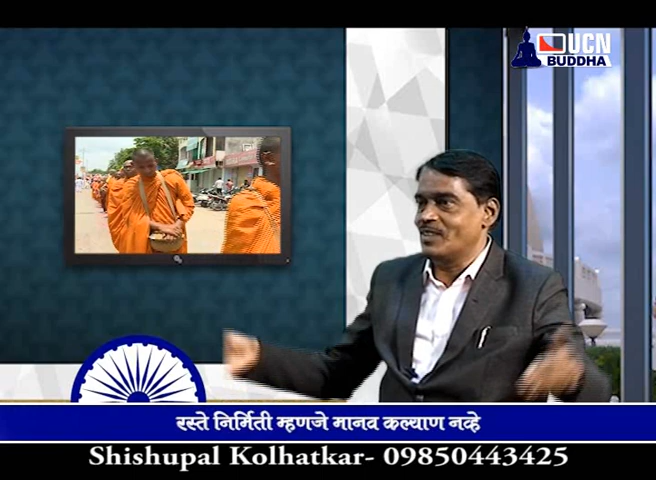 UCN
BUDDHA
रस्ते निर्मिती म्हणजे मानव कल्याण नव्हे
Shishupal Kolhatkar- 09850443425